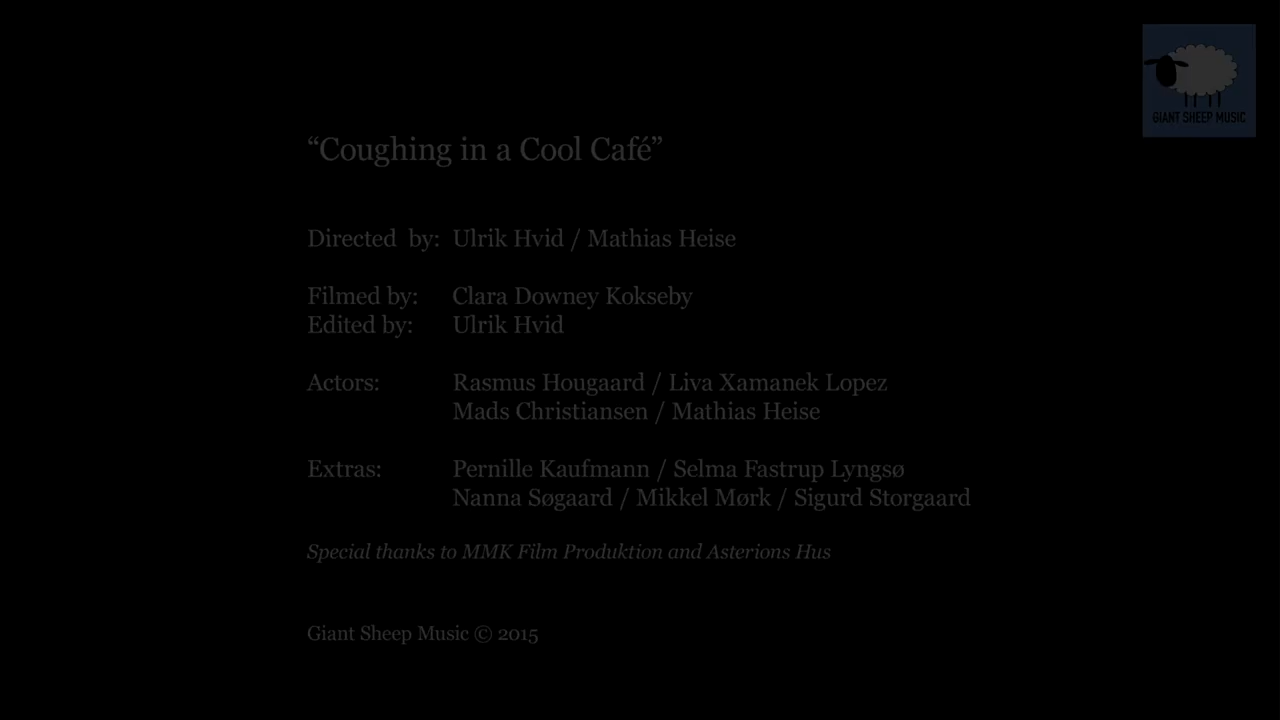 GIANT SHEEP MUSIC
“Coughing in a Cool Café”
Directed by: Ulrik Hvid / Mathias Heise
Filmed by: Clara Downey Kokseby
Edited by: Ulrik Hvid
Actors: Rasmus Hougaard / Liva Xamanek Lopez
Mads Christiansen / Mathias Heise
Extras: Pernille Kaufmann / Selma Fastrup Lyngsø
Nanna Søgaard / Mikkel Mørk / Sigurd Storgaard
Special thanks to MMK Film Produktion and Asterions Hus
Giant Sheep Music © 2015